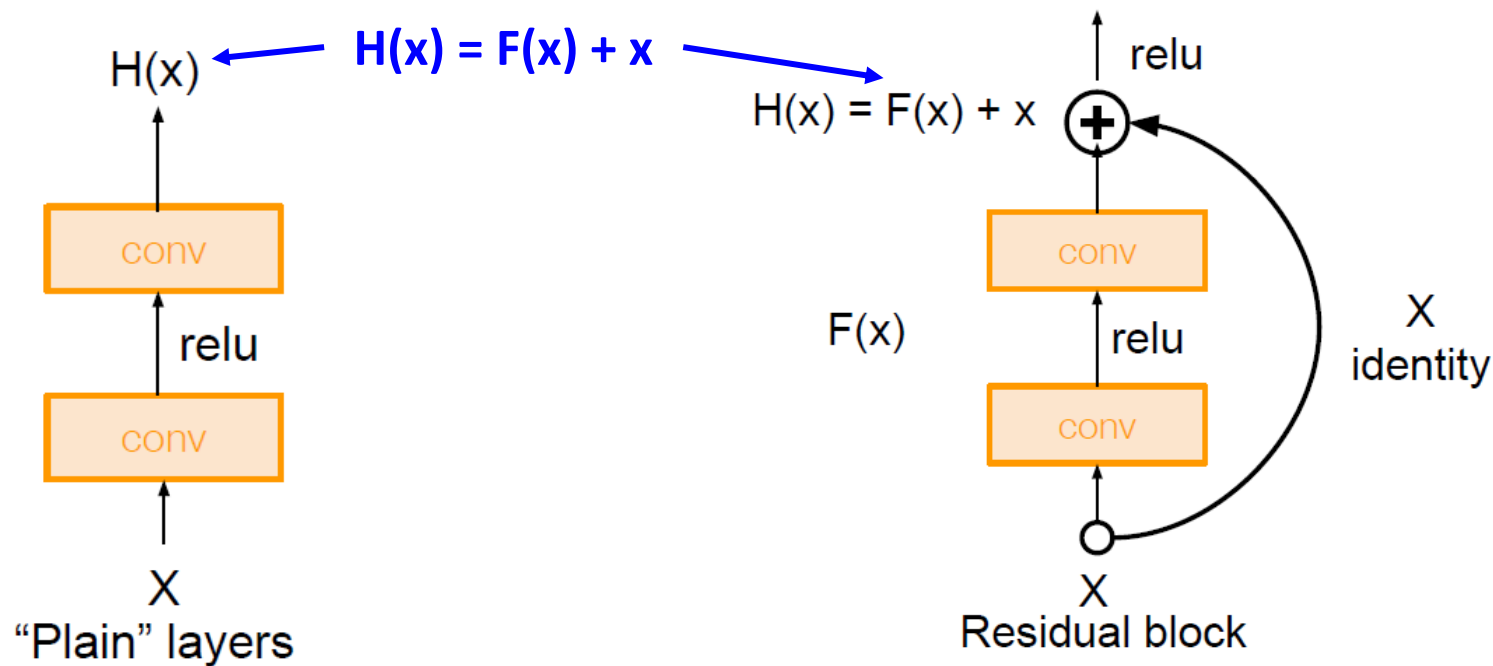 H(x) = F(x) + x
H(x)
conv
relu
conv
X
“Plain” layers
relu
H(x) = F(x) + x
+
conv
F(x)
relu
X
identity
conv
X
Residual block